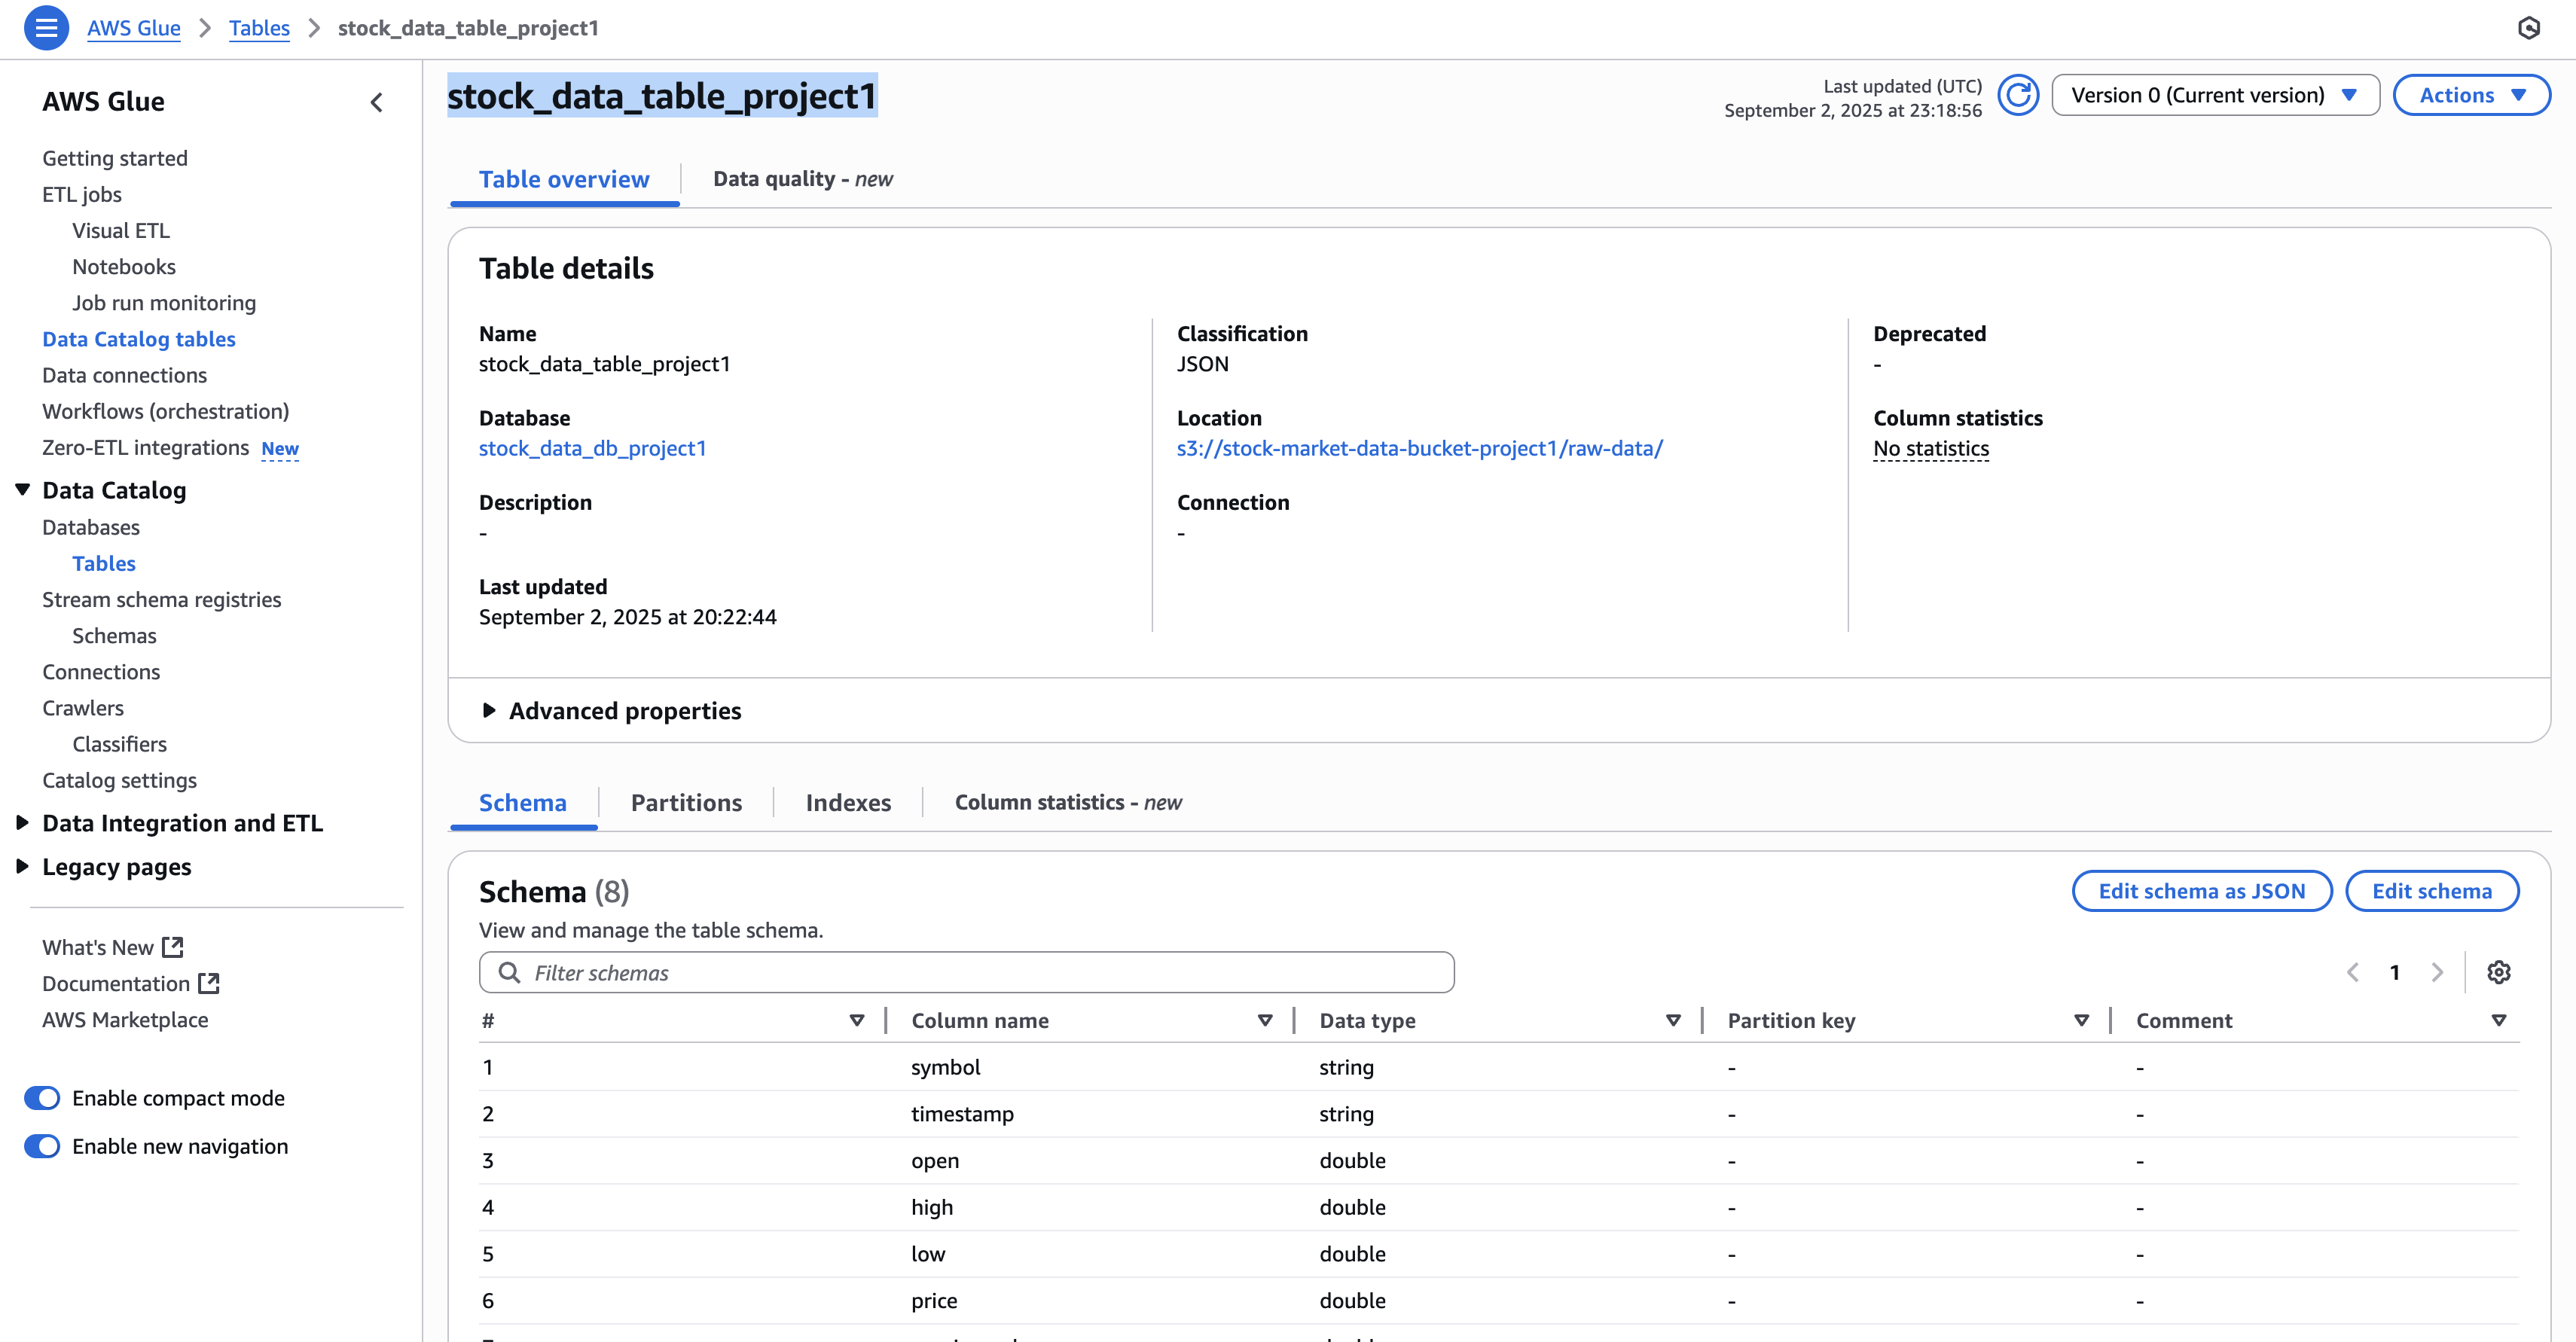 AWS Glue > Tables > stock_data_table_project1
AWS Glue
Getting started
ETL jobs
Visual ETL
Notebooks
Job run monitoring
Data Catalog tables
Data connections
Workflows (orchestration)
Zero-ETL integrations New
Data Catalog
Databases
Tables
Stream schema registries
Schemas
Connections
Crawlers
Classifiers
Catalog settings
Data Integration and ETL
Legacy pages
What's New
Documentation
AWS Marketplace
Enable compact mode
Enable new navigation
stock_data_table_project1
Last updated (UTC)
September 2, 2025 at 23:18:56
Version 0 (Current version)
Actions
Table overview
Data quality - new
Table details
Name
stock_data_table_project1
Database
stock_data_db_project1
Description
-
Last updated
September 2, 2025 at 20:22:44
Classification
JSON
Location
s3://stock-market-data-bucket-project1/raw-data/
Connection
-
Deprecated
-
Column statistics
No statistics
Advanced properties
Schema
Partitions
Indexes
Column statistics - new
Schema (8)
Edit schema as JSON
Edit schema
View and manage the table schema.
Filter schemas
1
# Column name Data type Partition key Comment
1 symbol string - -
2 timestamp string - -
3 open double - -
4 high double - -
5 low double - -
6 price double - -